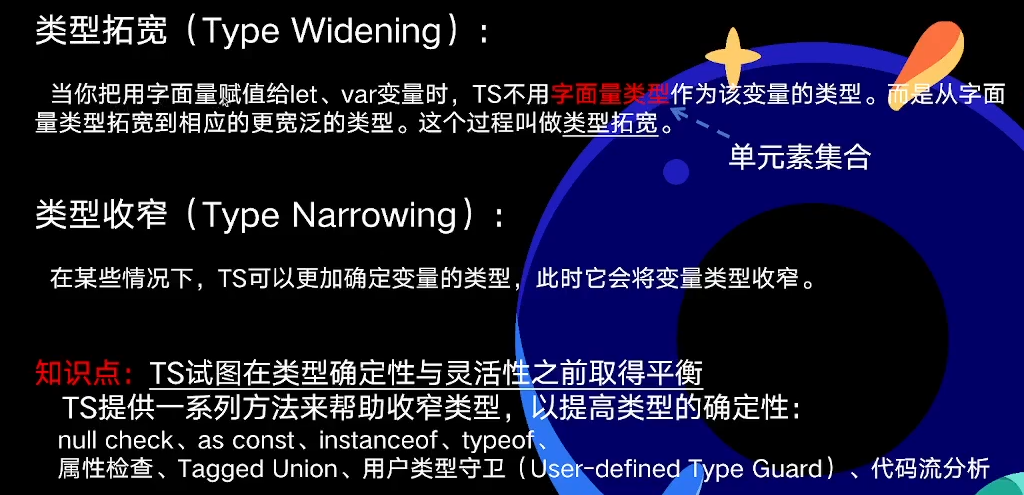 类型拓宽（Type Widening）：
当你把用字面量赋值给let、var变量时，TS不用字面量类型作为该变量的类型。而是从字面
量类型拓宽到相应的更宽泛的类型。这个过程叫做类型拓宽。
单元素集合
类型收窄（Type Narrowing）：
在某些情况下，TS可以更加确定变量的类型，此时它会将变量类型收窄。
知识点：TS试图在类型确定性与灵活性之前取得平衡
TS提供一系列方法来帮助收窄类型，以提高类型的确定性：
null check、as const、instanceof、typeof、
属性检查、Tagged Union、用户类型守卫（User-defined Type Guard）、代码流分析